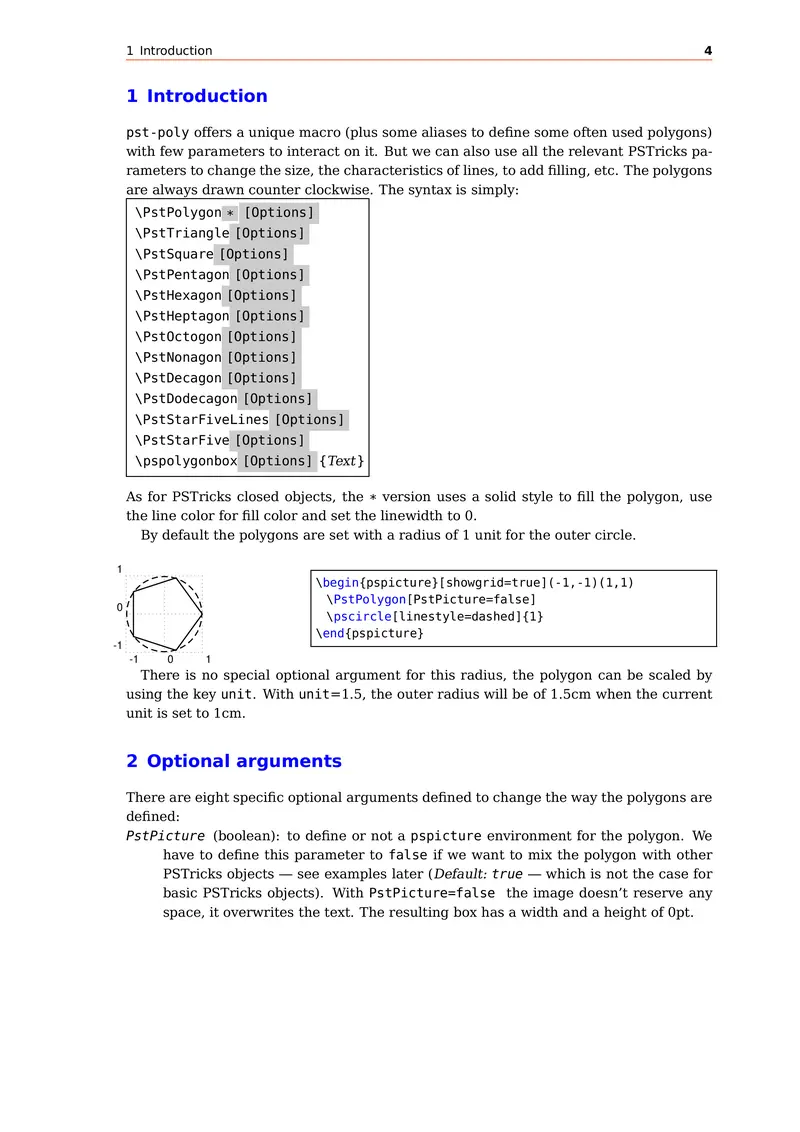 1 Introduction 4
1 Introduction
pst-poly offers a unique macro (plus some aliases to define some often used polygons)
with few parameters to interact on it. But we can also use all the relevant PSTricks pa-
rameters to change the size, the characteristics of lines, to add filling, etc. The polygons
are always drawn counter clockwise. The syntax is simply:
\PstPolygon * [Options]
\PstTriangle [Options]
\PstSquare [Options]
\PstPentagon [Options]
\PstHexagon [Options]
\PstHeptagon [Options]
\PstOctogon [Options]
\PstNonagon [Options]
\PstDecagon [Options]
\PstDodecagon [Options]
\PstStarFiveLines [Options]
\PstStarFive [Options]
\pspolygonbox [Options] {Text}
As for PSTricks closed objects, the * version uses a solid style to fill the polygon, use
the line color for fill color and set the linewidth to 0.
By default the polygons are set with a radius of 1 unit for the outer circle.
1
0
-1
-1 0 1
\begin{pspicture}[showgrid=true](-1,-1)(1,1)
\PstPolygon[PstPicture=false]
\pscircle[linestyle=dashed]{1}
\end{pspicture}
There is no special optional argument for this radius, the polygon can be scaled by
using the key unit. With unit=1.5, the outer radius will be of 1.5cm when the current
unit is set to 1cm.
2 Optional arguments
There are eight specific optional arguments defined to change the way the polygons are
defined:
PstPicture (boolean): to define or not a pspicture environment for the polygon. We
have to define this parameter to false if we want to mix the polygon with other
PSTricks objects — see examples later (Default: true — which is not the case for
basic PSTricks objects). With PstPicture=false the image doesn’t reserve any
space, it overwrites the text. The resulting box has a width and a height of 0pt.